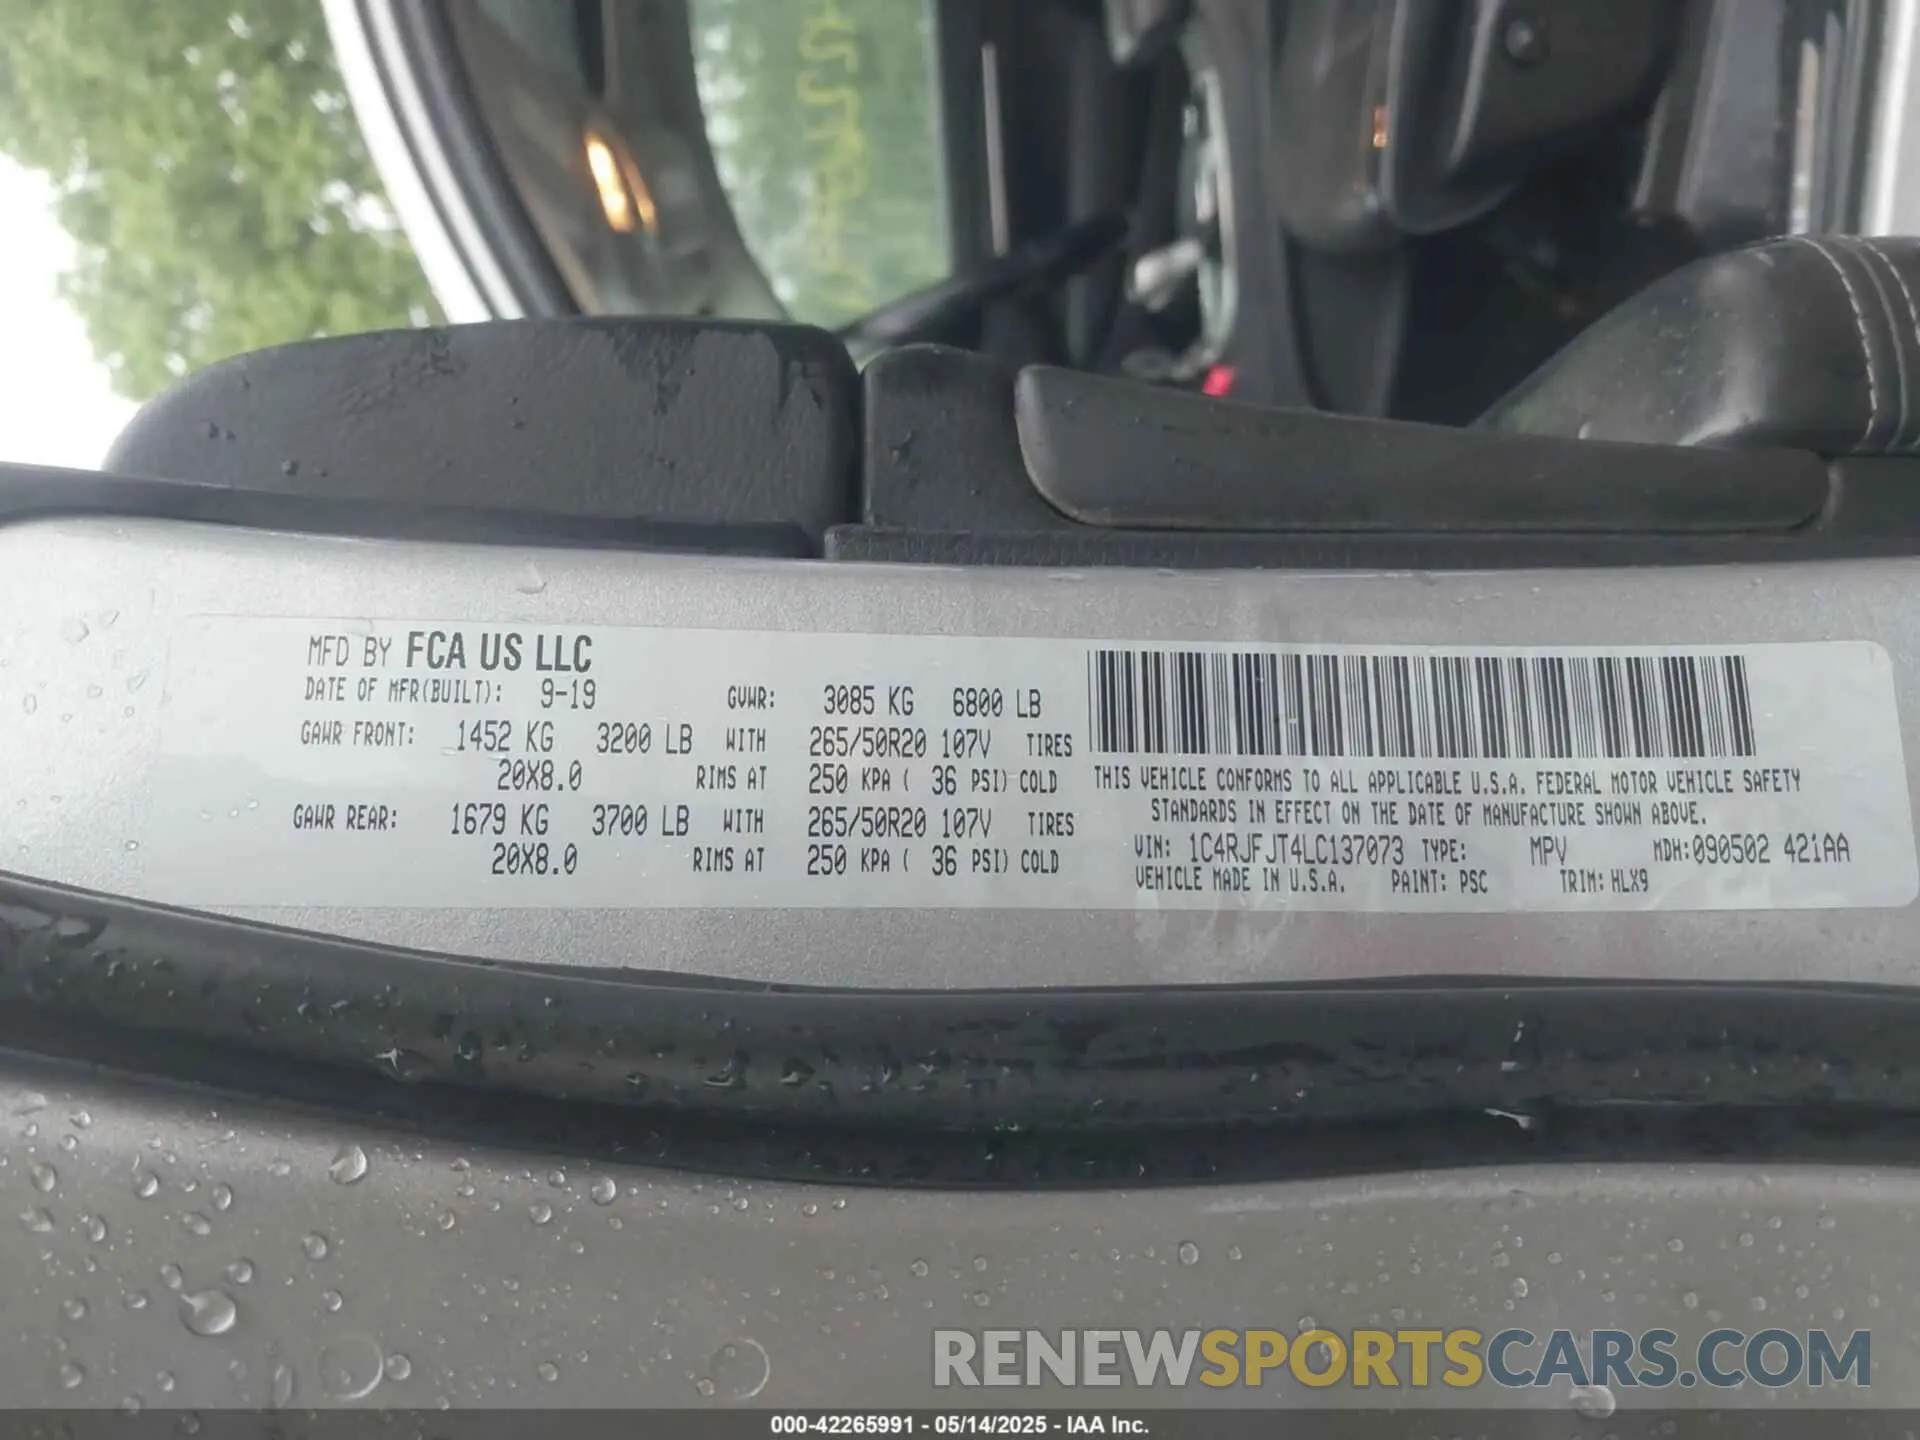 MFD BY FCA US LLC
DATE OF MFR(BUILT): 9-19 GVWR: 3085 KG 6800 LB
GAWR FRONT: 1452 KG 3200 LB WITH 265/50R20 107V TIRES
20X8.0 RIMS AT 250 KPA ( 36 PSI) COLD
GAWR REAR: 1679 KG 3700 LB WITH 265/50R20 107V TIRES
20X8.0 RIMS AT 250 KPA ( 36 PSI) COLD
THIS VEHICLE CONFORMS TO ALL APPLICABLE U.S.A. FEDERAL MOTOR VEHICLE SAFETY
STANDARDS IN EFFECT ON THE DATE OF MANUFACTURE SHOWN ABOVE.
VIN: 1C4RJFJT4LC137073 TYPE: MPV MDH:090502 421AA
VEHICLE MADE IN U.S.A. PAINT: PSC TRIM: HLX9
RENEWSPORTSCARS.COM
000-42265991 - 05/14/2025 - IAA Inc.